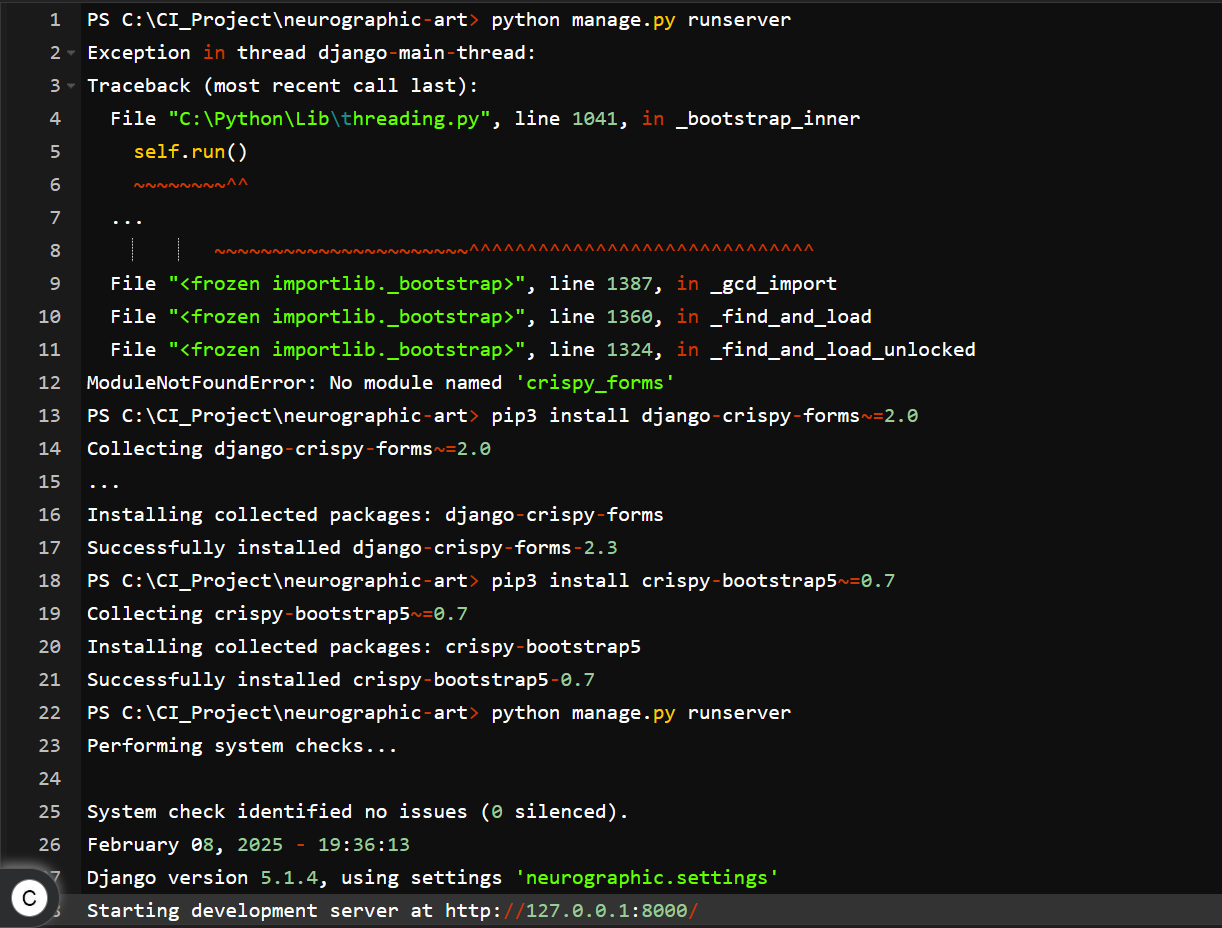 1 PS C:\CI_Project\neurographic-art> python manage.py runserver
2 Exception in thread django-main-thread:
3 Traceback (most recent call last):
4   File "C:\Python\Lib\threading.py", line 1041, in _bootstrap_inner
5     self.run()
6     ~~~~~~~~^^
7   ...
8            ~~~~~~~~~~~~~~~~~~~~~~^^^^^^^^^^^^^^^^^^^^^^^^^^^^^^
9   File "<frozen importlib._bootstrap>", line 1387, in _gcd_import
10   File "<frozen importlib._bootstrap>", line 1360, in _find_and_load
11   File "<frozen importlib._bootstrap>", line 1324, in _find_and_load_unlocked
12 ModuleNotFoundError: No module named 'crispy_forms'
13 PS C:\CI_Project\neurographic-art> pip3 install django-crispy-forms~=2.0
14 Collecting django-crispy-forms~=2.0
15 ...
16 Installing collected packages: django-crispy-forms
17 Successfully installed django-crispy-forms-2.3
18 PS C:\CI_Project\neurographic-art> pip3 install crispy-bootstrap5~=0.7
19 Collecting crispy-bootstrap5~=0.7
20 Installing collected packages: crispy-bootstrap5
21 Successfully installed crispy-bootstrap5-0.7
22 PS C:\CI_Project\neurographic-art> python manage.py runserver
23 Performing system checks...
24
25 System check identified no issues (0 silenced).
26 February 08, 2025 - 19:36:13
7 Django version 5.1.4, using settings 'neurographic.settings'
C Starting development server at http://127.0.0.1:8000/